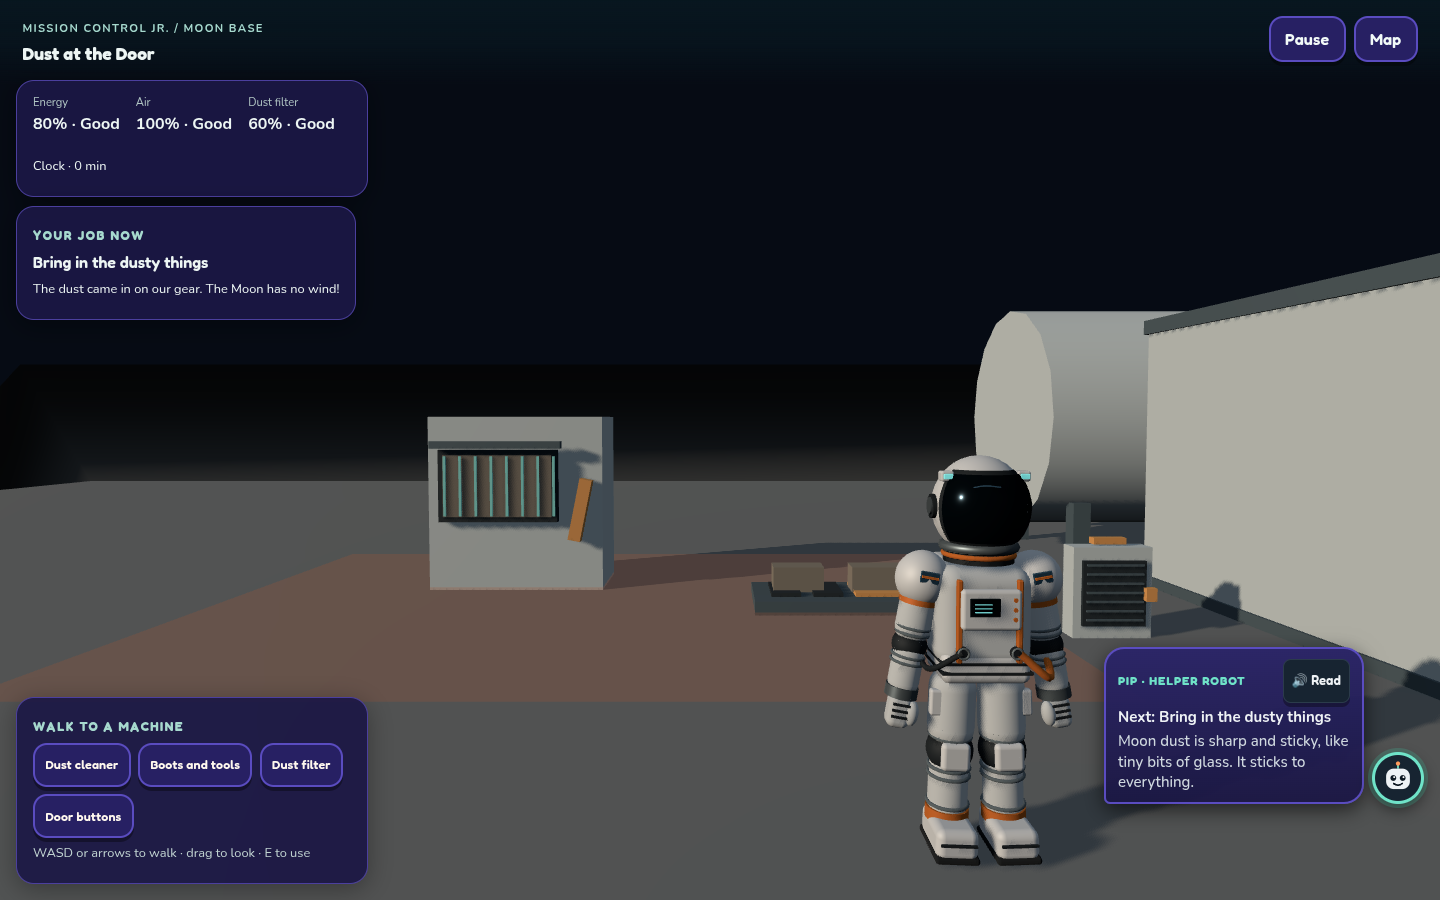 MISSION CONTROL JR. / MOON BASE
Dust at the Door
Pause
Map
Energy
Air
Dust filter
80% · Good
100% · Good
60% · Good
Clock · 0 min
YOUR JOB NOW
Bring in the dusty things
The dust came in on our gear. The Moon has no wind!
WALK TO A MACHINE
Dust cleaner
Boots and tools
Dust filter
Door buttons
WASD or arrows to walk · drag to look · E to use
PIP · HELPER ROBOT
🔊 Read
Next: Bring in the dusty things
Moon dust is sharp and sticky, like
tiny bits of glass. It sticks to
everything.